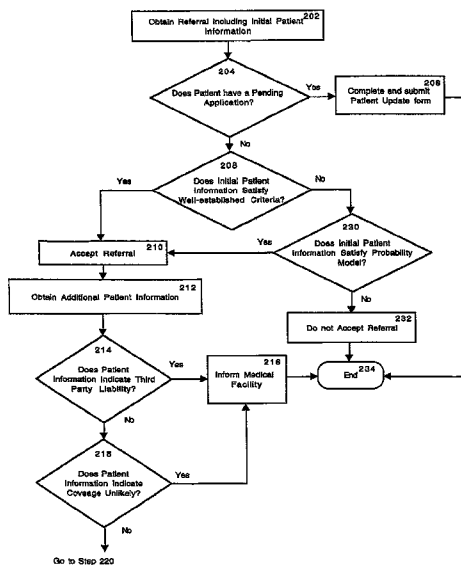 202
Obtain Referral Including Initial Patient
Information
204
Does Patient have a Pending
Application?
Yes
206
Complete and submit
Patient Update form
No
208
Does Initial Patient
Information Satisfy
Well-established Criteria?
Yes
No
210
Accept Referral
230
Does Initial Patient
Information Satisfy Probability
Model?
Yes
No
212
Obtain Additional Patient Information
232
Do not Accept Referral
214
Does Patient
Information Indicate Third
Party Liability?
Yes
216
Inform Medical
Facility
End
234
No
218
Does Patient
Information Indicate
Coveage Unlikely?
Yes
No
Go to Step 220